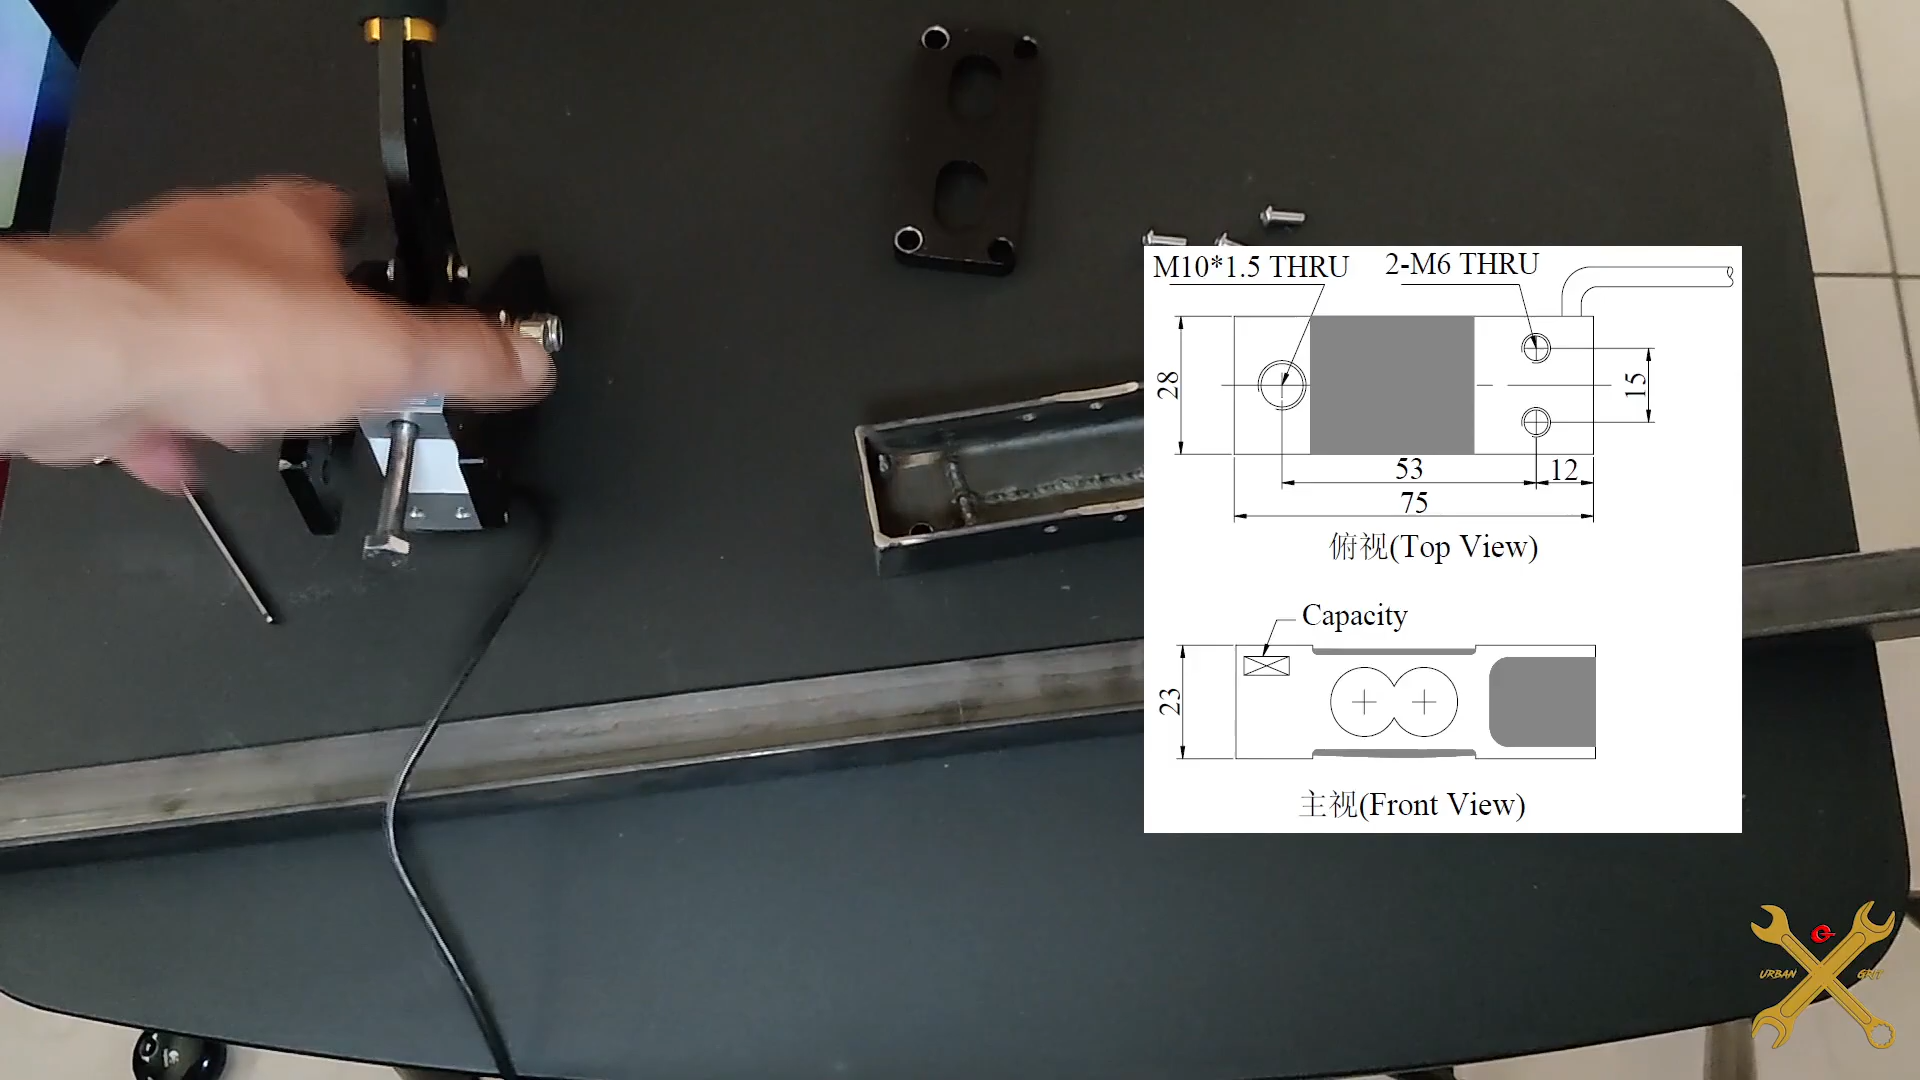 M10*1.5 THRU
2-M6 THRU
28
15
53
12
75
俯视(Top View)
Capacity
23
主视(Front View)
URBAN GRIT